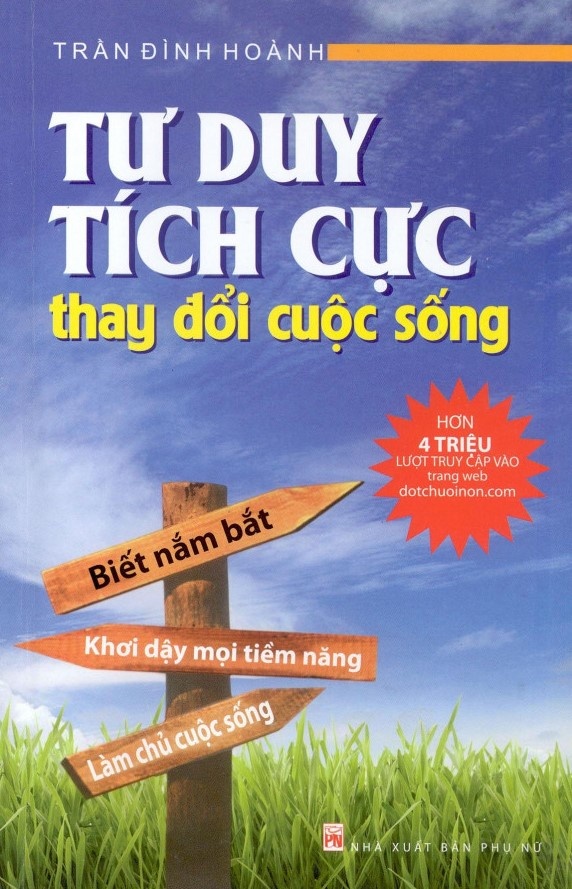 TRẦN ĐÌNH HOÀNH
TƯ DUY
TÍCH CỰC
thay đổi cuộc sống
HƠN
4 TRIỆU
LƯỢT TRUY CẬP VÀO
trang web
dotchuoinon.com
Biết nắm bắt
Khơi dậy mọi tiềm năng
Làm chủ cuộc sống
PN
NHÀ XUẤT BẢN PHỤ NỮ